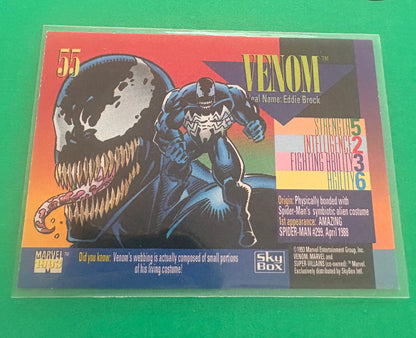 55
VENOM™
eal Name: Eddie Brock
STRENGTH 5
INTELLIGENCE 2
FIGHTING ABILITY 3
AGILITY 6
Origin: Physically bonded with
Spider-Man's symbiotic alien costume
1st appearance: AMAZING
SPIDER-MAN #299, April 1988
©1993 Marvel Entertainment Group, Inc.
VENOM, MARVEL and
SUPER-VILLAINS (co-owned): ™ Marvel.
Exclusively distributed by SkyBox Intl.
MARVEL
Did you know: Venom's webbing is actually composed of small portions
of his living costume!
SKY
BOX